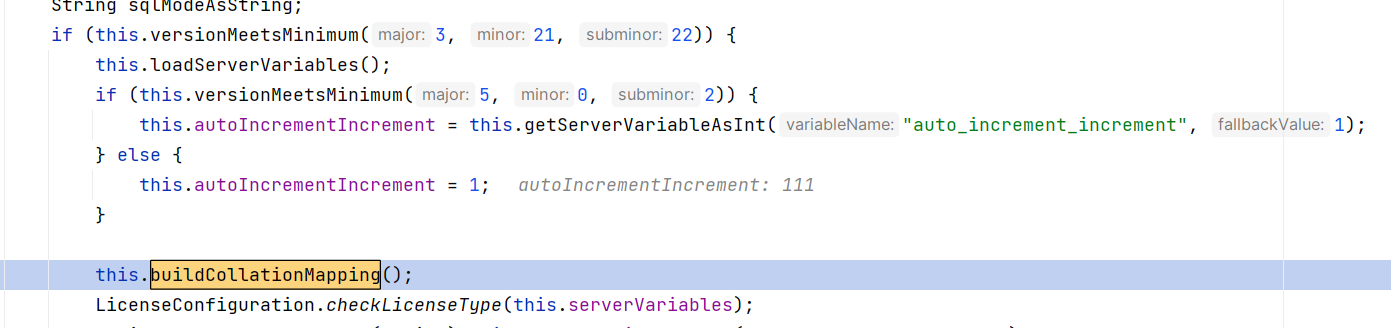 String sqlModeAsString;
if (this.versionMeetsMinimum( major: 3, minor: 21, subminor: 22)) {
this.loadServerVariables();
if (this.versionMeetsMinimum( major: 5, minor: 0, subminor: 2)) {
this.autoIncrementIncrement = this.getServerVariableAsInt( variableName: "auto_increment_increment", fallbackValue: 1);
} else {
this.autoIncrementIncrement = 1; autoIncrementIncrement: 111
}
this.buildCollationMapping();
LicenseConfiguration.checkLicenseType(this.serverVariables);